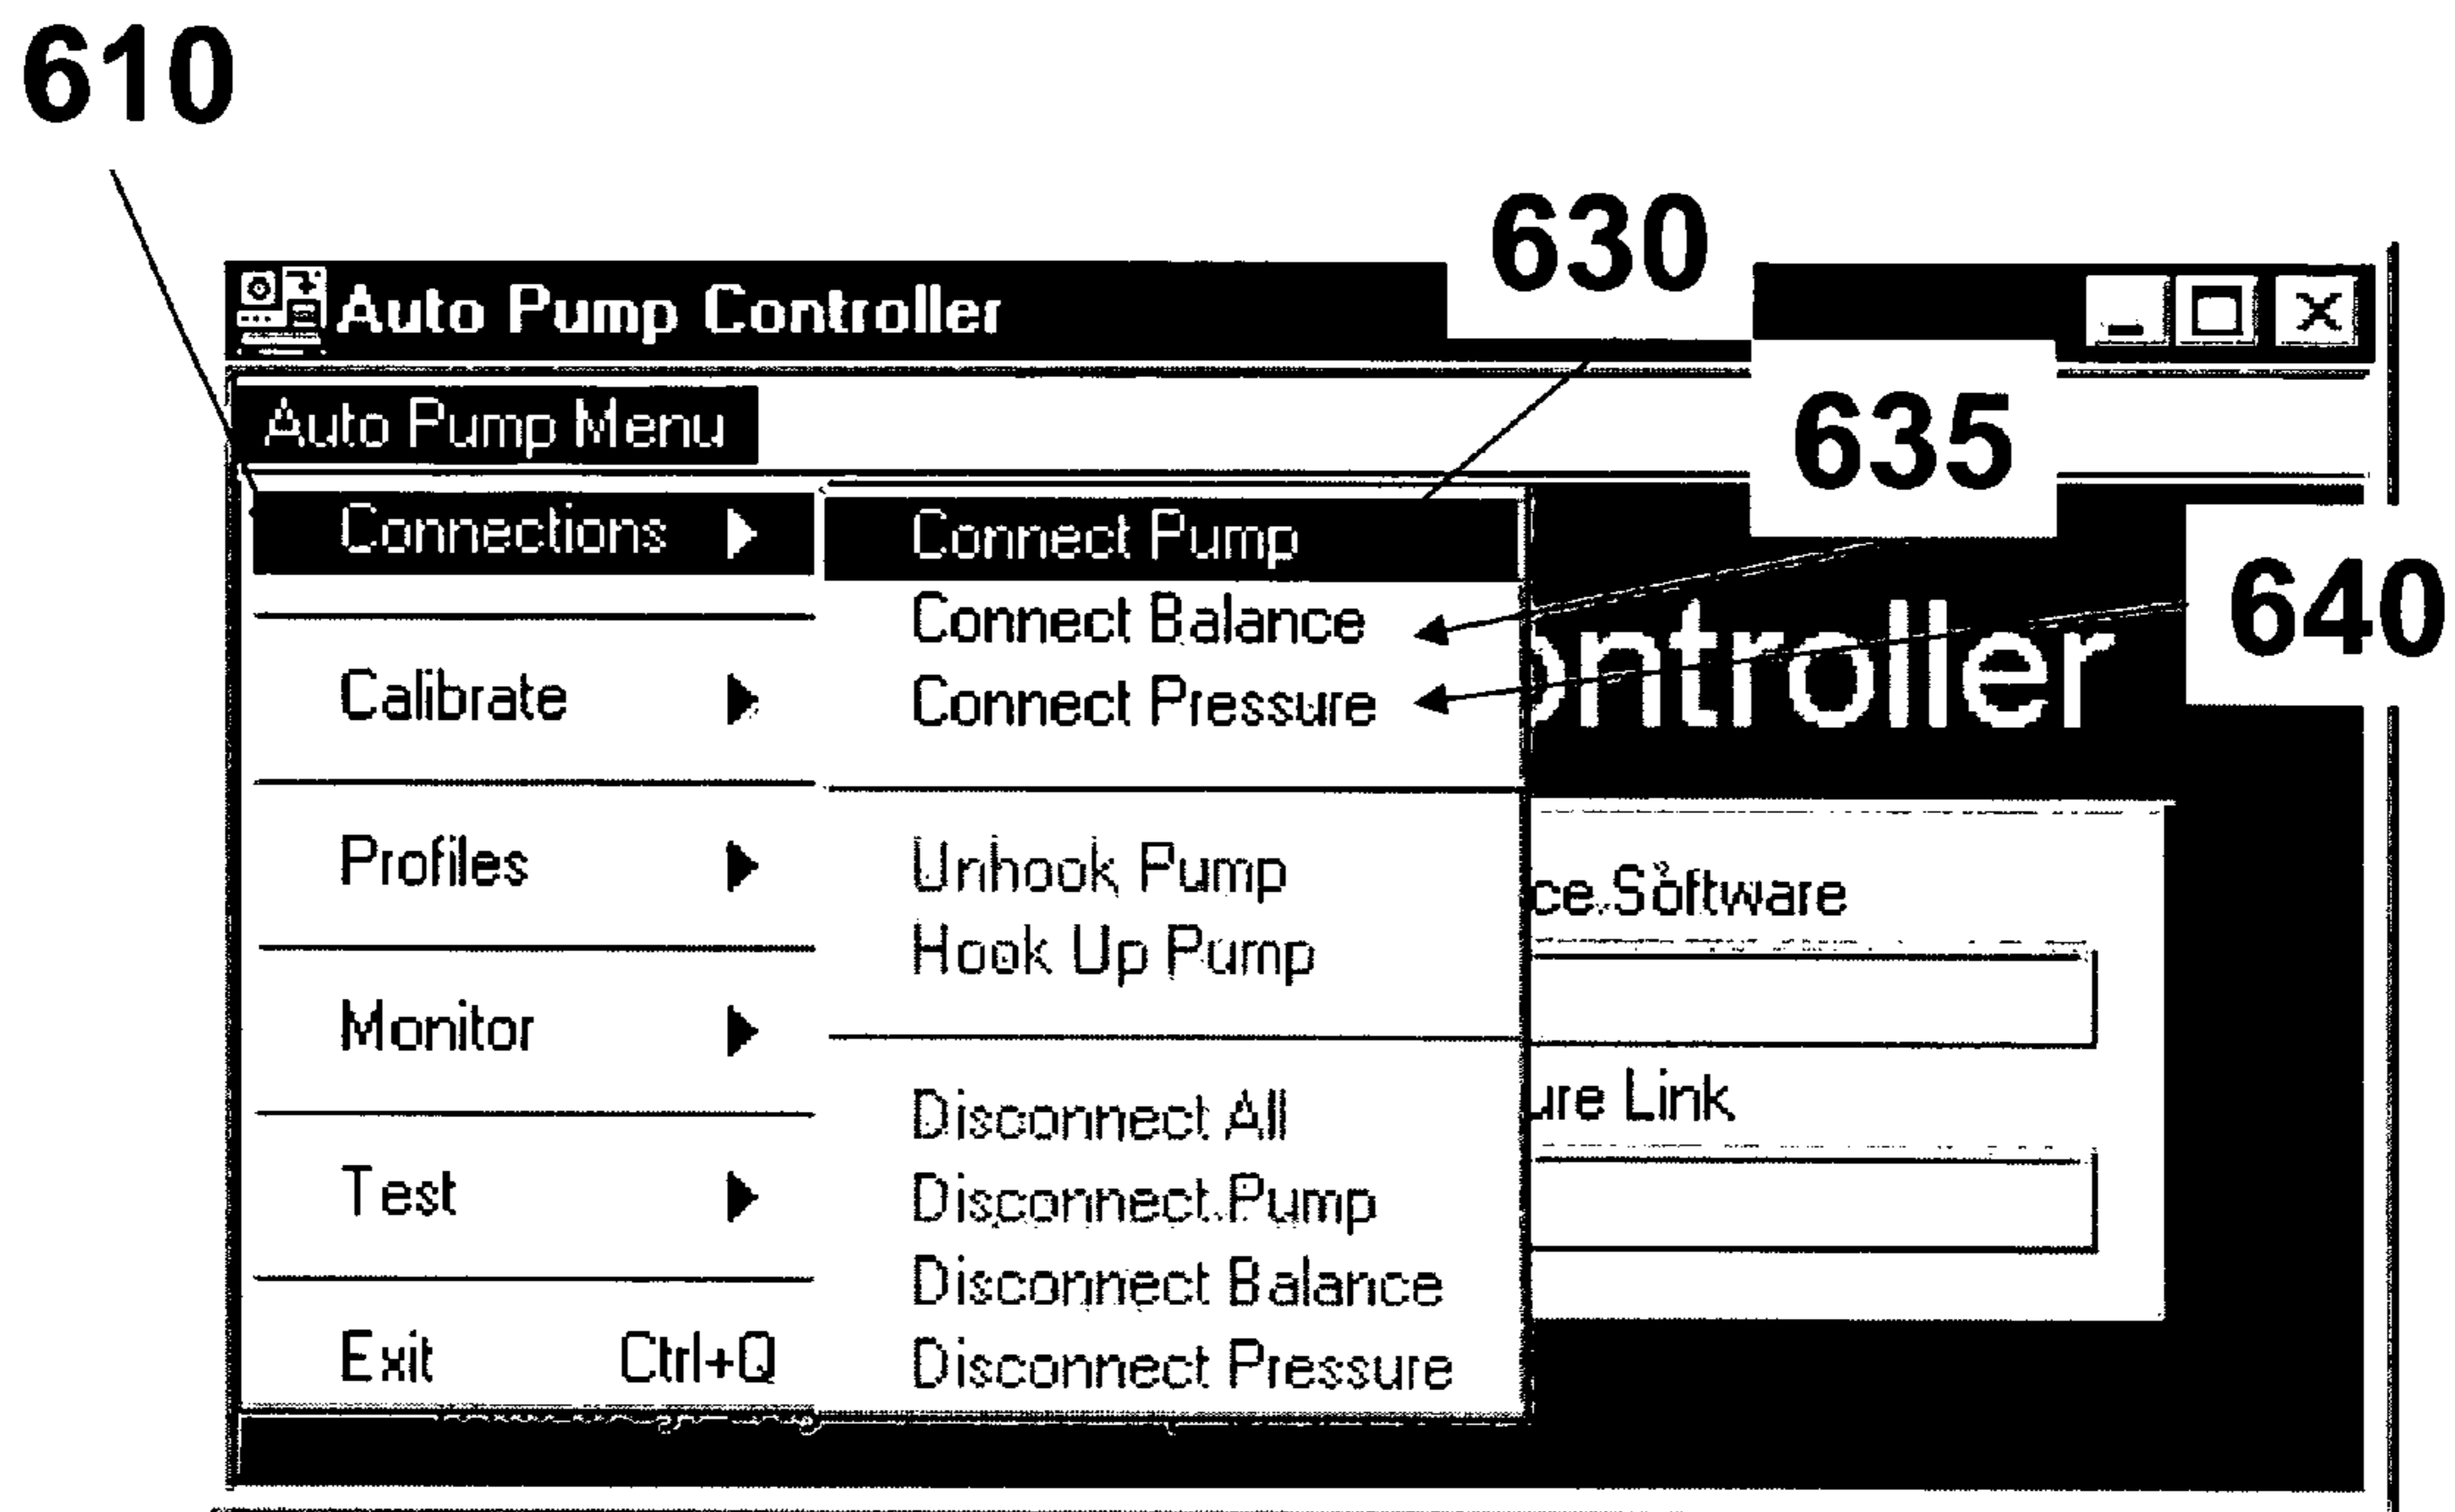 610
630
Auto Pump Controller
635
Auto Pump Menu
Connections
Connect Pump
640
Connect Balance
ontroller
Calibrate
Connect Pressure
Profiles
Unhook Pump
ce Software
Hook Up Pump
Monitor
Disconnect All
ure Link
Test
Disconnect Pump
Disconnect Balance
Exit Ctrl+Q
Disconnect Pressure